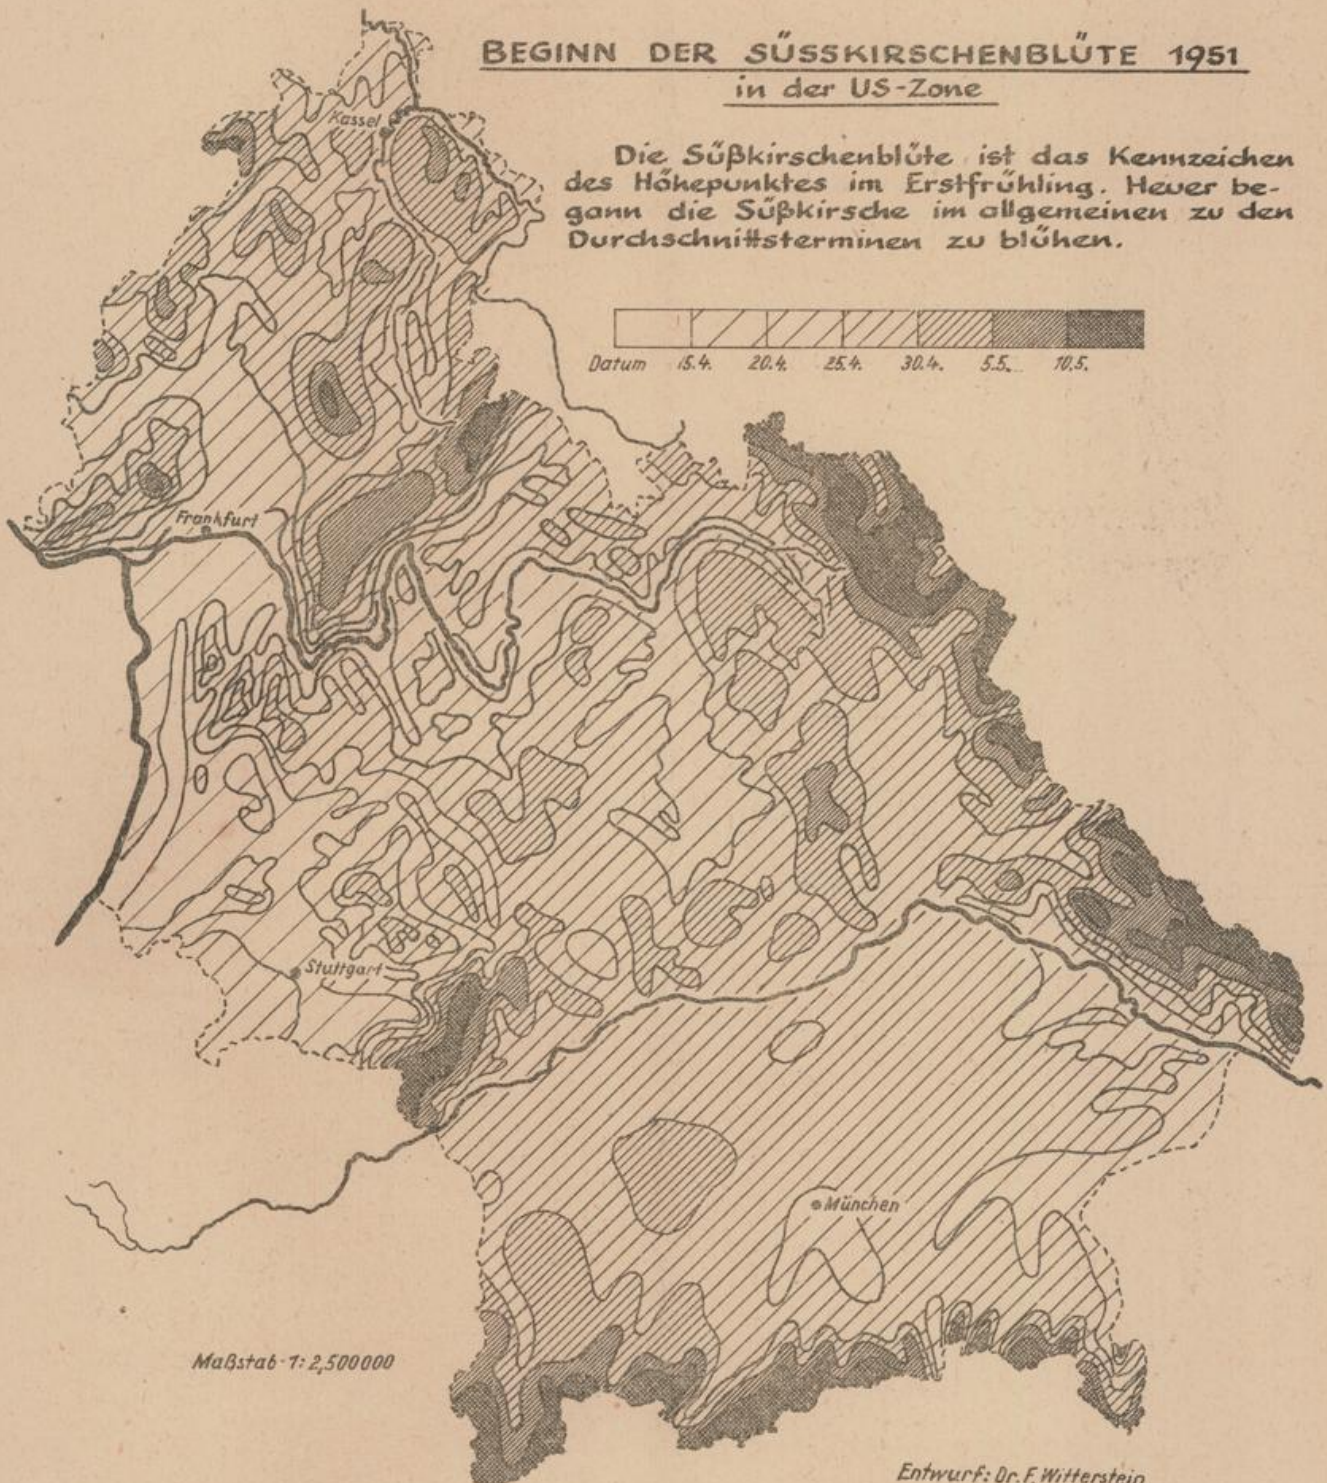 BEGINN DER SÜSSKIRSCHENBLÜTE 1951
in der US-Zone
Die Süßkirschenblüte ist das Kennzeichen
des Höhepunktes im Erstfrühling. Heuer be-
gann die Süßkirsche im allgemeinen zu den
Durchschnittsterminen zu blühen.
Datum 15.4. 20.4. 25.4. 30.4. 5.5. 10.5.
Kassel
Frankfurt
Stuttgart
München
Maßstab 1:2,500000
Entwurf: Dr. F. Witterstein